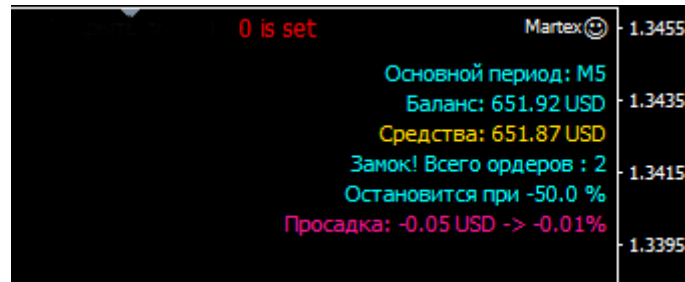 0 is set
Martex☺
1.3455
Основной период: M5
Баланс: 651.92 USD
1.3435
Средства: 651.87 USD
Замок! Всего ордеров : 2
1.3415
Остановится при -50.0 %
Просадка: -0.05 USD -> -0.01%
1.3395